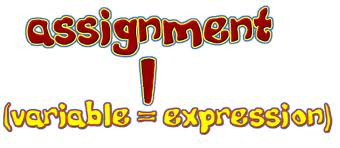 assignment
|
(variable = expression)